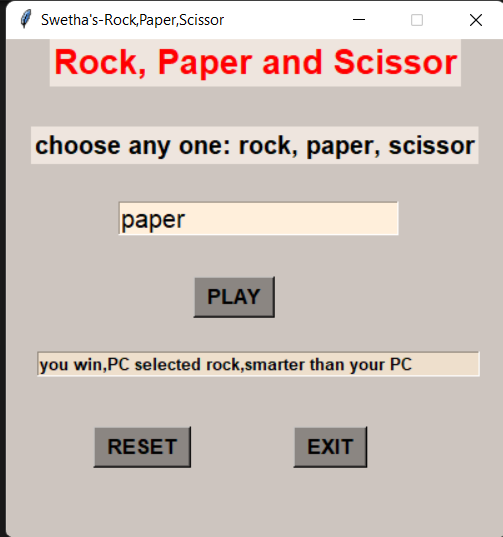 Swetha's-Rock,Paper,Scissor
Rock, Paper and Scissor
choose any one: rock, paper, scissor
paper
PLAY
you win,PC selected rock,smarter than your PC
RESET
EXIT